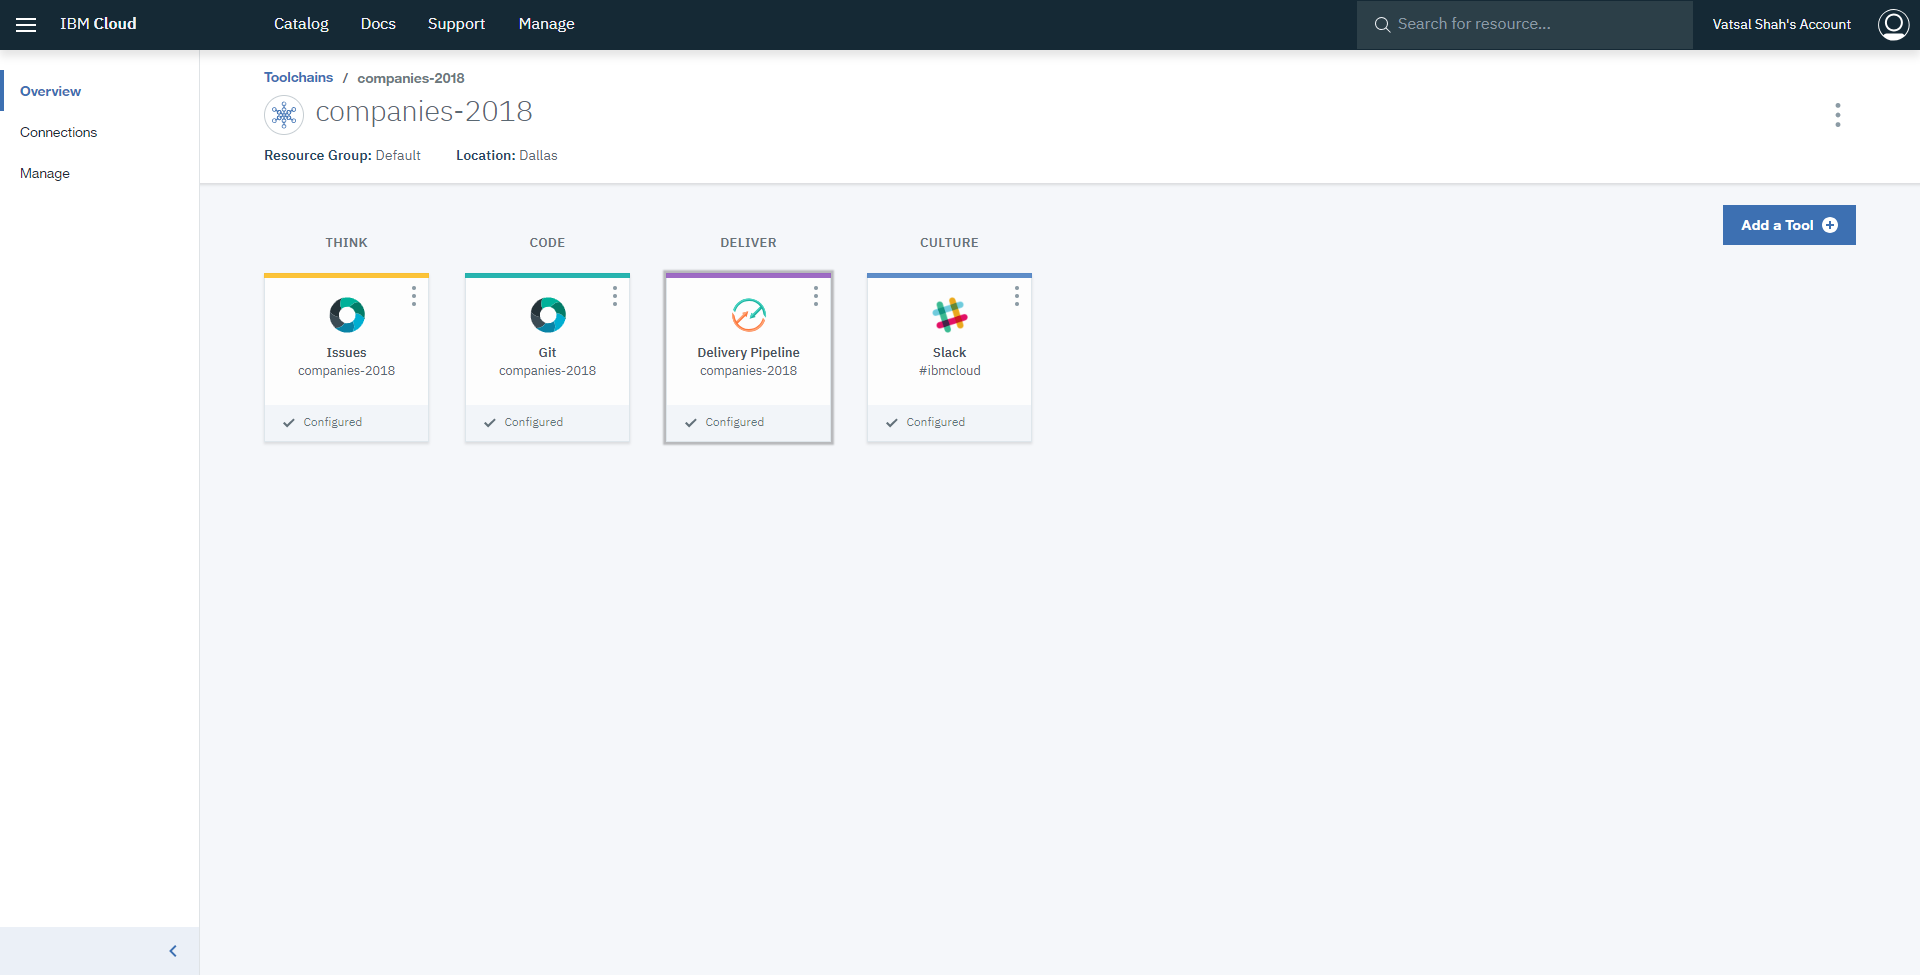 IBM Cloud
Catalog
Docs
Support
Manage
Search for resource...
Vatsal Shah's Account
Overview
Connections
Manage
Toolchains / companies-2018
companies-2018
Resource Group: Default
Location: Dallas
Add a Tool
THINK
CODE
DELIVER
CULTURE
Issues
companies-2018
Configured
Git
companies-2018
Configured
Delivery Pipeline
companies-2018
Configured
Slack
#ibmcloud
Configured